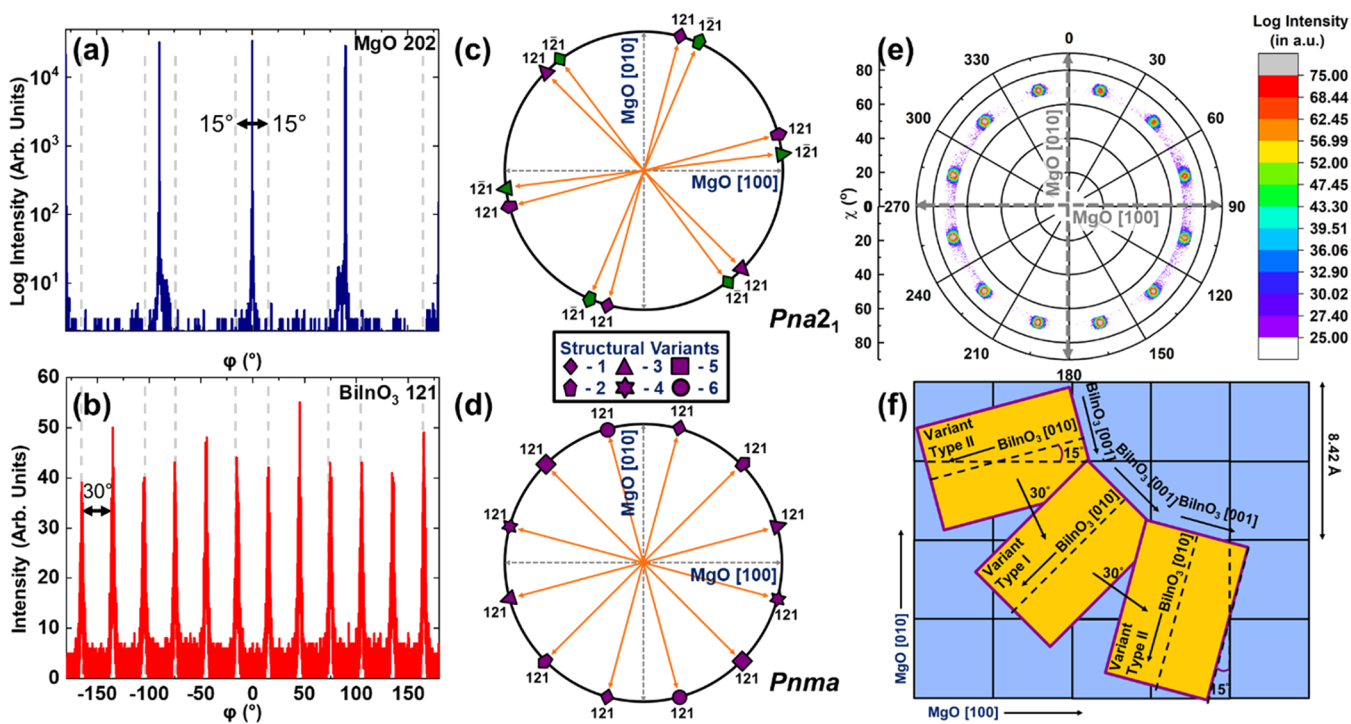 (a)
MgO 202
Log Intensity (Arb. Units)
10⁴
10³
10²
10¹
15°
15°
φ (°)
(b)
BiInO₃ 121
Intensity (Arb. Units)
60
50
40
30
20
10
0
30°
-150
-100
-50
0
50
100
150
φ (°)
(c)
121
12̄1
12̄1
121
MgO [010]
121
12̄1
MgO [100]
12̄1
121
121
12̄1
12̄1
121
Pna2₁
Structural Variants
- 1
- 3
- 5
- 2
- 4
- 6
(d)
121
121
121
121
MgO [010]
121
121
MgO [100]
121
121
121
121
121
121
Pnma
(e)
0
30
60
90
120
150
180
210
240
270
300
330
80
60
40
20
0
20
40
60
80
χ (°)
MgO [010]
MgO [100]
Log Intensity
(in a.u.)
75.00
68.44
62.45
56.99
52.00
47.45
43.30
39.51
36.06
32.90
30.02
27.40
25.00
(f)
Variant
Type II
BiInO₃ [010]
15°
BiInO₃ [001]
30°
Variant
Type I
BiInO₃ [010]
BiInO₃ [001]
30°
Variant
Type II
BiInO₃ [010]
BiInO₃ [001]
15°
8.42 Å
MgO [010]
MgO [100]